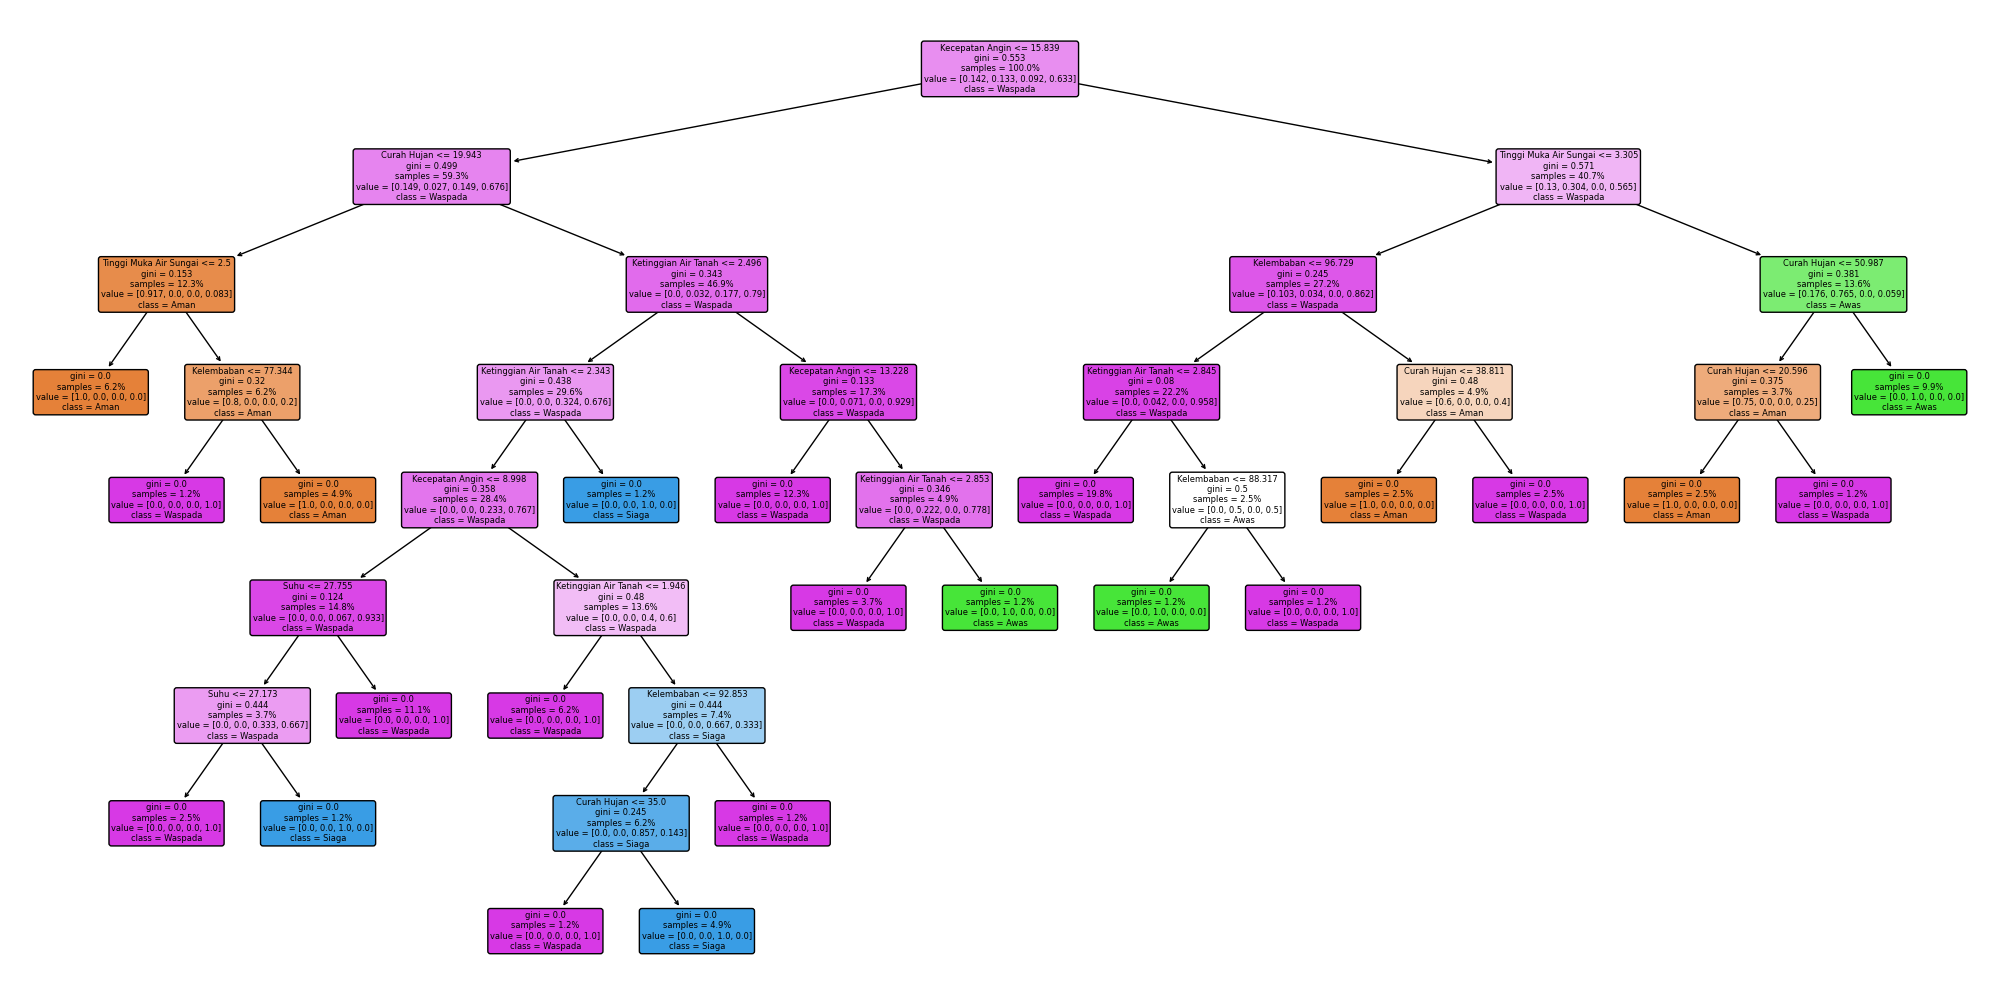 Kecepatan Angin <= 15.839
gini = 0.553
samples = 100.0%
value = [0.142, 0.133, 0.092, 0.633]
class = Waspada
Curah Hujan <= 19.943
gini = 0.499
samples = 59.3%
value = [0.149, 0.027, 0.149, 0.676]
class = Waspada
Tinggi Muka Air Sungai <= 3.305
gini = 0.571
samples = 40.7%
value = [0.13, 0.304, 0.0, 0.565]
class = Waspada
Tinggi Muka Air Sungai <= 2.5
gini = 0.153
samples = 12.3%
value = [0.917, 0.0, 0.0, 0.083]
class = Aman
Ketinggian Air Tanah <= 2.496
gini = 0.343
samples = 46.9%
value = [0.0, 0.032, 0.177, 0.79]
class = Waspada
Kelembaban <= 96.729
gini = 0.245
samples = 27.2%
value = [0.103, 0.034, 0.0, 0.862]
class = Waspada
Curah Hujan <= 50.987
gini = 0.381
samples = 13.6%
value = [0.176, 0.765, 0.0, 0.059]
class = Awas
gini = 0.0
samples = 6.2%
value = [1.0, 0.0, 0.0, 0.0]
class = Aman
Kelembaban <= 77.344
gini = 0.32
samples = 6.2%
value = [0.8, 0.0, 0.0, 0.2]
class = Aman
Ketinggian Air Tanah <= 2.343
gini = 0.438
samples = 29.6%
value = [0.0, 0.0, 0.324, 0.676]
class = Waspada
Kecepatan Angin <= 13.228
gini = 0.133
samples = 17.3%
value = [0.0, 0.071, 0.0, 0.929]
class = Waspada
Ketinggian Air Tanah <= 2.845
gini = 0.08
samples = 22.2%
value = [0.0, 0.042, 0.0, 0.958]
class = Waspada
Curah Hujan <= 38.811
gini = 0.48
samples = 4.9%
value = [0.6, 0.0, 0.0, 0.4]
class = Aman
Curah Hujan <= 20.596
gini = 0.375
samples = 3.7%
value = [0.75, 0.0, 0.0, 0.25]
class = Aman
gini = 0.0
samples = 9.9%
value = [0.0, 1.0, 0.0, 0.0]
class = Awas
gini = 0.0
samples = 1.2%
value = [0.0, 0.0, 0.0, 1.0]
class = Waspada
gini = 0.0
samples = 4.9%
value = [1.0, 0.0, 0.0, 0.0]
class = Aman
Kecepatan Angin <= 8.998
gini = 0.358
samples = 28.4%
value = [0.0, 0.0, 0.233, 0.767]
class = Waspada
gini = 0.0
samples = 1.2%
value = [0.0, 0.0, 1.0, 0.0]
class = Siaga
gini = 0.0
samples = 12.3%
value = [0.0, 0.0, 0.0, 1.0]
class = Waspada
Ketinggian Air Tanah <= 2.853
gini = 0.346
samples = 4.9%
value = [0.0, 0.222, 0.0, 0.778]
class = Waspada
gini = 0.0
samples = 19.8%
value = [0.0, 0.0, 0.0, 1.0]
class = Waspada
Kelembaban <= 88.317
gini = 0.5
samples = 2.5%
value = [0.0, 0.5, 0.0, 0.5]
class = Awas
gini = 0.0
samples = 2.5%
value = [1.0, 0.0, 0.0, 0.0]
class = Aman
gini = 0.0
samples = 2.5%
value = [0.0, 0.0, 0.0, 1.0]
class = Waspada
gini = 0.0
samples = 2.5%
value = [1.0, 0.0, 0.0, 0.0]
class = Aman
gini = 0.0
samples = 1.2%
value = [0.0, 0.0, 0.0, 1.0]
class = Waspada
Suhu <= 27.755
gini = 0.124
samples = 14.8%
value = [0.0, 0.0, 0.067, 0.933]
class = Waspada
Ketinggian Air Tanah <= 1.946
gini = 0.48
samples = 13.6%
value = [0.0, 0.0, 0.4, 0.6]
class = Waspada
gini = 0.0
samples = 3.7%
value = [0.0, 0.0, 0.0, 1.0]
class = Waspada
gini = 0.0
samples = 1.2%
value = [0.0, 1.0, 0.0, 0.0]
class = Awas
gini = 0.0
samples = 1.2%
value = [0.0, 1.0, 0.0, 0.0]
class = Awas
gini = 0.0
samples = 1.2%
value = [0.0, 0.0, 0.0, 1.0]
class = Waspada
Suhu <= 27.173
gini = 0.444
samples = 3.7%
value = [0.0, 0.0, 0.333, 0.667]
class = Waspada
gini = 0.0
samples = 11.1%
value = [0.0, 0.0, 0.0, 1.0]
class = Waspada
gini = 0.0
samples = 6.2%
value = [0.0, 0.0, 0.0, 1.0]
class = Waspada
Kelembaban <= 92.853
gini = 0.444
samples = 7.4%
value = [0.0, 0.0, 0.667, 0.333]
class = Siaga
gini = 0.0
samples = 2.5%
value = [0.0, 0.0, 0.0, 1.0]
class = Waspada
gini = 0.0
samples = 1.2%
value = [0.0, 0.0, 1.0, 0.0]
class = Siaga
Curah Hujan <= 35.0
gini = 0.245
samples = 6.2%
value = [0.0, 0.0, 0.857, 0.143]
class = Siaga
gini = 0.0
samples = 1.2%
value = [0.0, 0.0, 0.0, 1.0]
class = Waspada
gini = 0.0
samples = 1.2%
value = [0.0, 0.0, 0.0, 1.0]
class = Waspada
gini = 0.0
samples = 4.9%
value = [0.0, 0.0, 1.0, 0.0]
class = Siaga